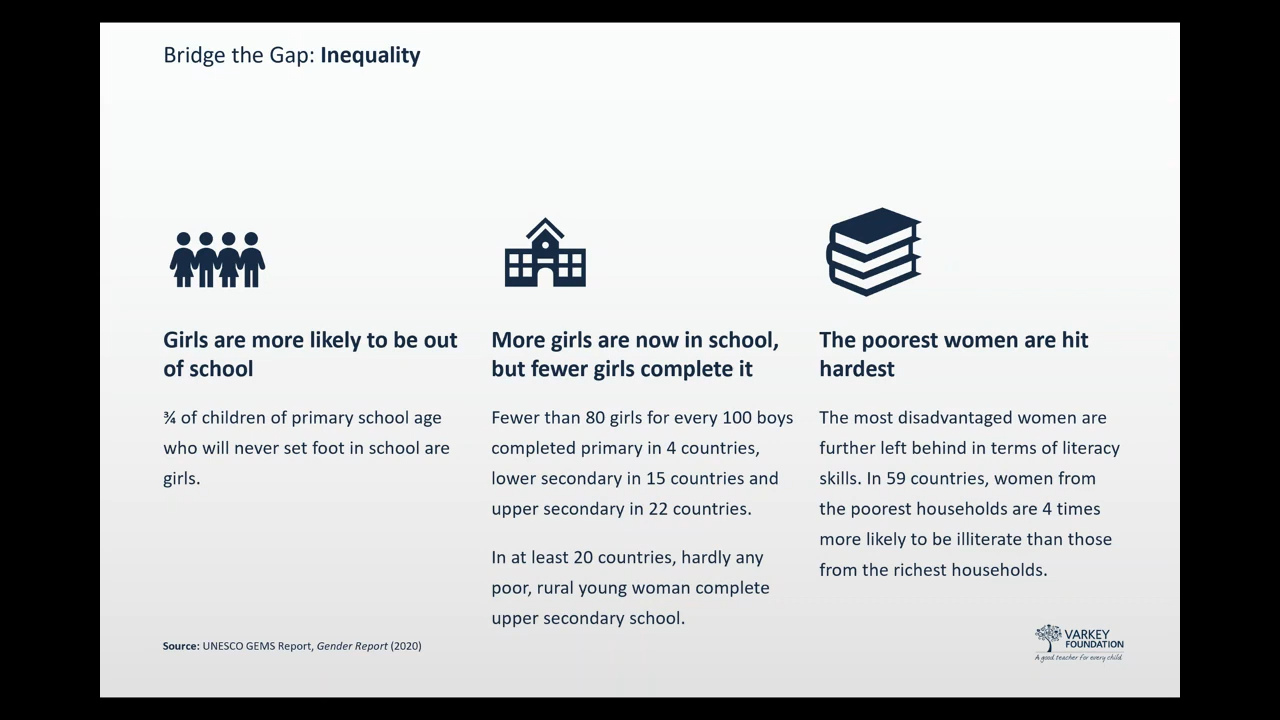 Bridge the Gap: Inequality
Girls are more likely to be out
of school
¾ of children of primary school age
who will never set foot in school are
girls.
More girls are now in school,
but fewer girls complete it
Fewer than 80 girls for every 100 boys
completed primary in 4 countries,
lower secondary in 15 countries and
upper secondary in 22 countries.
In at least 20 countries, hardly any
poor, rural young woman complete
upper secondary school.
The poorest women are hit
hardest
The most disadvantaged women are
further left behind in terms of literacy
skills. In 59 countries, women from
the poorest households are 4 times
more likely to be illiterate than those
from the richest households.
Source: UNESCO GEMS Report, Gender Report (2020)
VARKEY
FOUNDATION
A good teacher for every child